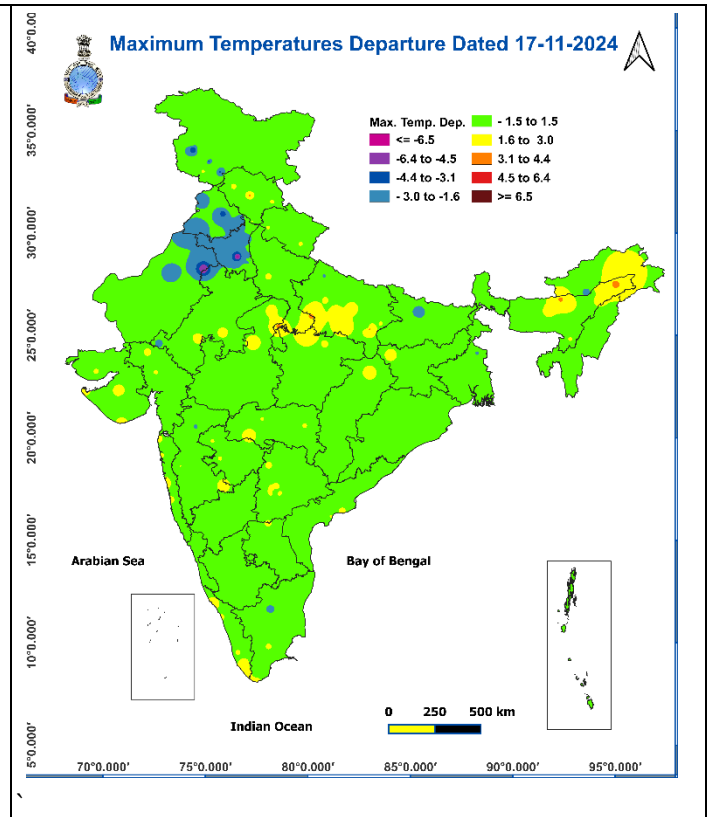 Maximum Temperatures Departure Dated 17-11-2024
Max. Temp. Dep.
<= -6.5
-6.4 to -4.5
-4.4 to -3.1
- 3.0 to -1.6
- 1.5 to 1.5
1.6 to 3.0
3.1 to 4.4
4.5 to 6.4
>= 6.5
40°0.000'
35°0.000'
30°0.000'
25°0.000'
20°0.000'
15°0.000'
10°0.000'
5°0.000'
Arabian Sea
Bay of Bengal
Indian Ocean
0 250 500 km
70°0.000' 75°0.000' 80°0.000' 85°0.000' 90°0.000' 95°0.000'
`